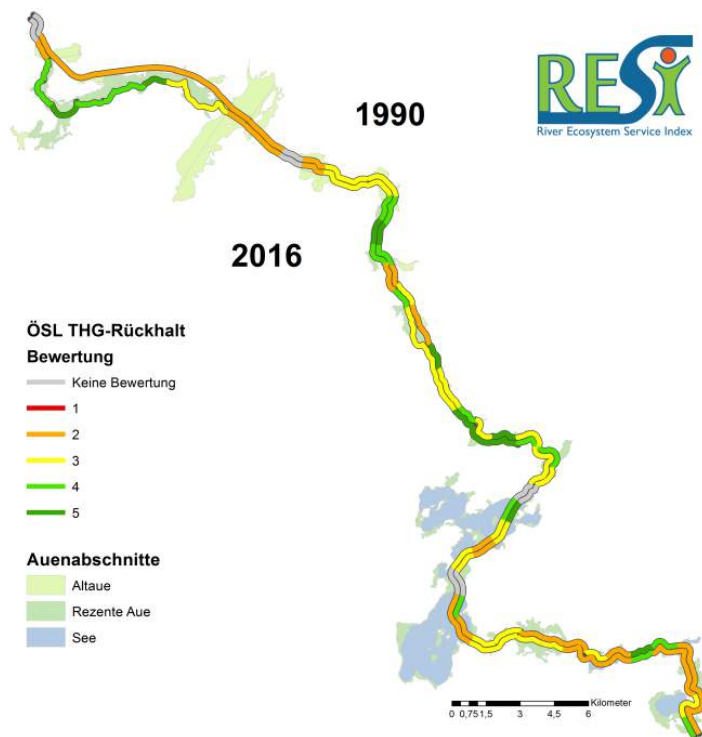 RESI
River Ecosystem Service Index
1990
2016
ÖSL THG-Rückhalt
Bewertung
Keine Bewertung
1
2
3
4
5
Auenabschnitte
Altaue
Rezente Aue
See
Kilometer
0 0,75 1,5 3 4,5 6